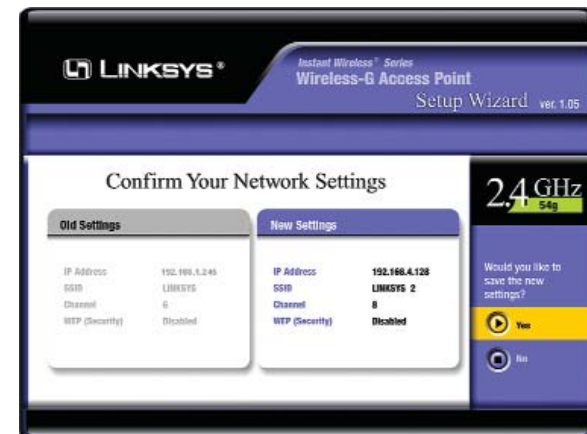 LINKSYS®
Instant Wireless® Series
Wireless-G Access Point
Setup Wizard ver. 1.05
Confirm Your Network Settings
2.4 GHz
54g
Old Settings
IP Address 192.168.1.245
SSID LINKSYS
Channel 6
WEP (Security) Disabled
New Settings
IP Address 192.168.4.128
SSID LINKSYS 2
Channel 8
WEP (Security) Disabled
Would you like to
save the new
settings?
Yes
No